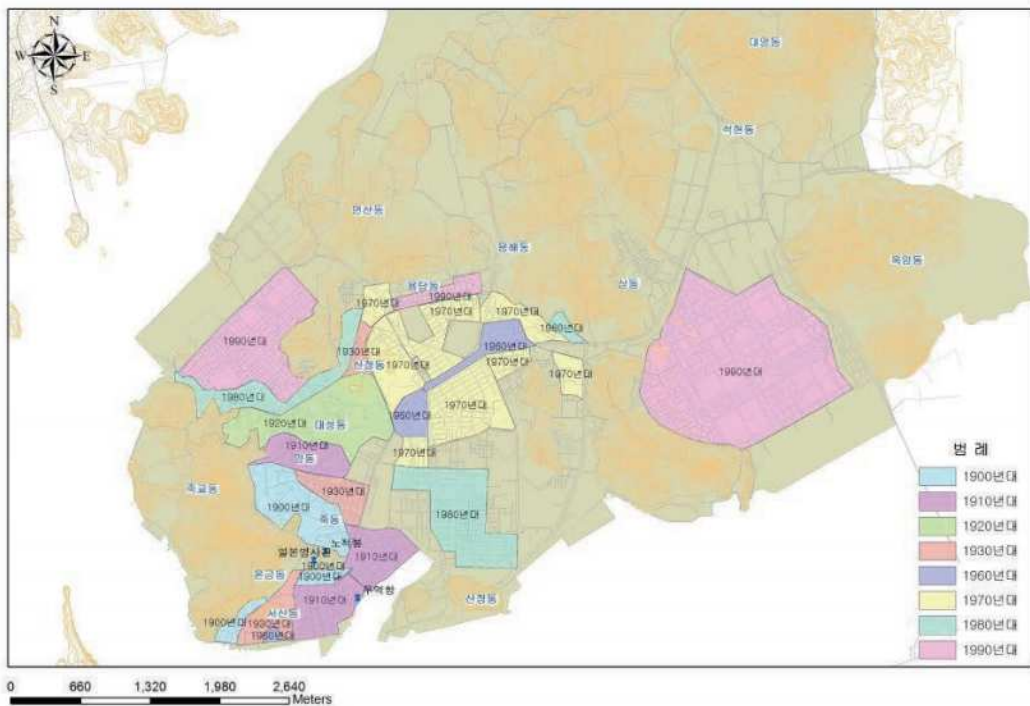 N
W E
S
대양동
석현동
연산동
용해동
옥암동
상동
용당동
1970년대
1990년대
1970년대
1970년대
1990년대
1930년대
1960년대
1980년대
산정동
1970년대
1970년대
1970년대
1990년대
1980년대
1920년대
대성동
1960년대
1970년대
1910년대
1970년대
죽교동
1930년대
1900년대
죽동
1980년대
노적봉
일본영사관
1910년대
1900년대
1900년대
온금동
무역항
1910년대
산정동
서산동
1900년대
1930년대
범 례
1900년대
1910년대
1920년대
1930년대
1960년대
1970년대
1980년대
1990년대
0 660 1,320 1,980 2,640
Meters